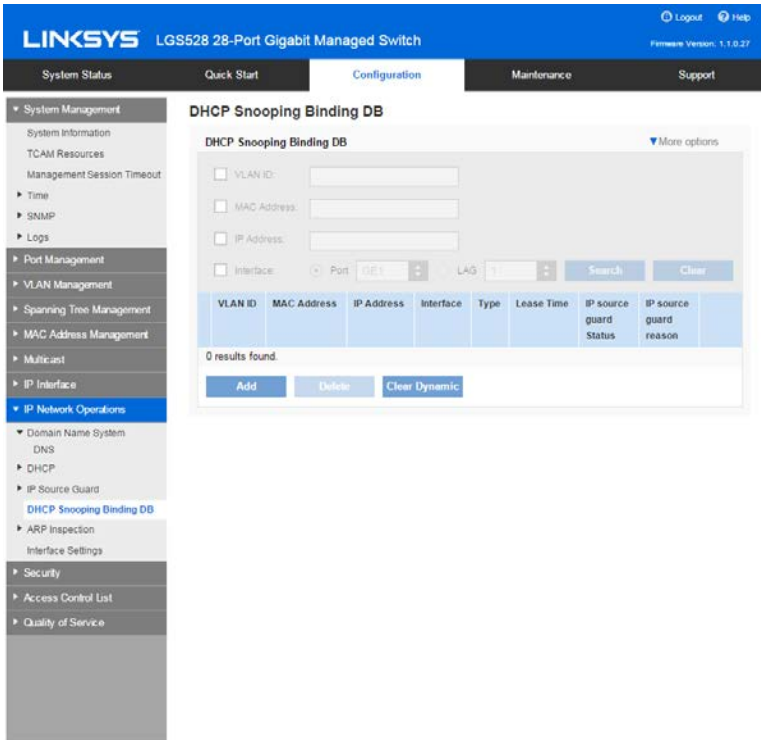 Logout Help
LINKSYS LGS528 28-Port Gigabit Managed Switch
Firmware Version: 1.1.0.27
System Status Quick Start Configuration Maintenance Support
System Management
System Information
TCAM Resources
Management Session Timeout
Time
SNMP
Logs
Port Management
VLAN Management
Spanning Tree Management
MAC Address Management
Multicast
IP Interface
IP Network Operations
Domain Name System
DNS
DHCP
IP Source Guard
DHCP Snooping Binding DB
ARP Inspection
Interface Settings
Security
Access Control List
Quality of Service
DHCP Snooping Binding DB
DHCP Snooping Binding DB More options
VLAN ID:
MAC Address:
IP Address:
Interface: Port GE1 LAG 1 Search Clear
VLAN ID MAC Address IP Address Interface Type Lease Time IP source guard Status IP source guard reason
0 results found.
Add Delete Clear Dynamic